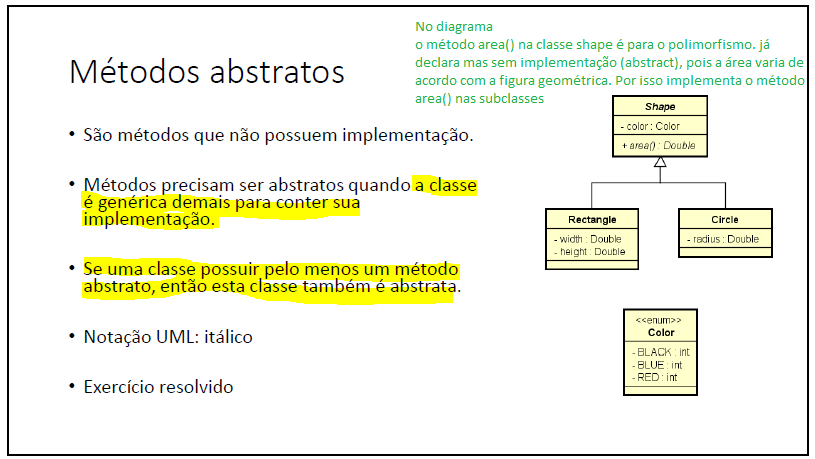 No diagrama
o método area() na classe shape é para o polimorfismo. já
declara mas sem implementação (abstract), pois a área varia de
acordo com a figura geométrica. Por isso implementa o método
area() nas subclasses
Métodos abstratos
• São métodos que não possuem implementação.
• Métodos precisam ser abstratos quando a classe
é genérica demais para conter sua
implementação.
• Se uma classe possuir pelo menos um método
abstrato, então esta classe também é abstrata.
• Notação UML: itálico
• Exercício resolvido
Shape
- color : Color
+ area() : Double
Rectangle
- width : Double
- height : Double
Circle
- radius : Double
<<enum>>
Color
- BLACK : int
- BLUE : int
- RED : int